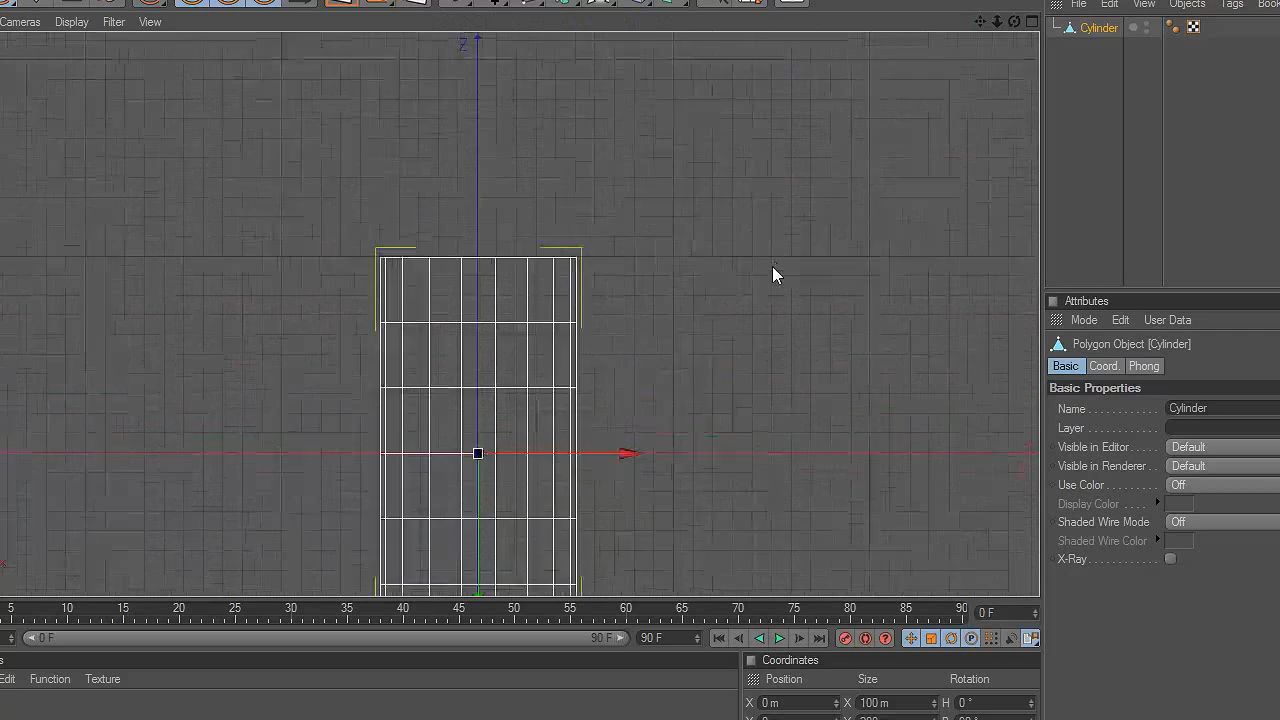 File Edit View Objects Tags
Cameras Display Filter View
Cylinder
Z
Attributes
Mode Edit User Data
Polygon Object [Cylinder]
Basic Coord. Phong
Basic Properties
Name Cylinder
Layer
Visible in Editor Default
Visible in Renderer Default
Use Color Off
Display Color
Shaded Wire Mode Off
Shaded Wire Color
X-Ray
5 10 15 20 25 30 35 40 45 50 55 60 65 70 75 80 85 90 0 F
0 F 90 F 90 F
Function Texture
Coordinates
Position Size Rotation
X 0 m X 100 m H 0 °